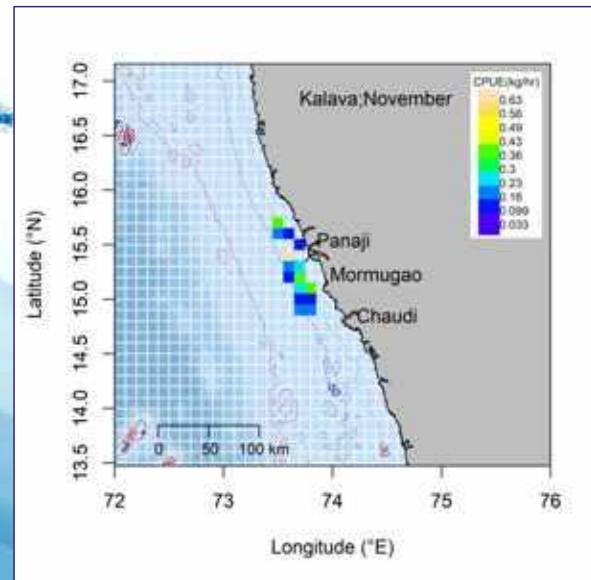 Kalava;November
CPUE(kg/hr)
0.63
0.56
0.49
0.43
0.36
0.3
0.23
0.16
0.099
0.033
Panaji
Mormugao
Chaudi
Latitude (°N)
17.0
16.5
16.0
15.5
15.0
14.5
14.0
13.5
0 50 100 km
72 73 74 75 76
Longitude (°E)